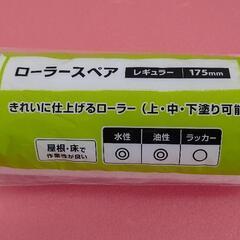 ローラースペア レギュラー 175mm
きれいに仕上げるローラー(上・中・下塗り可能
屋根・床で
作業性が良い
水性 油性 ラッカー
◎ ◎ ○